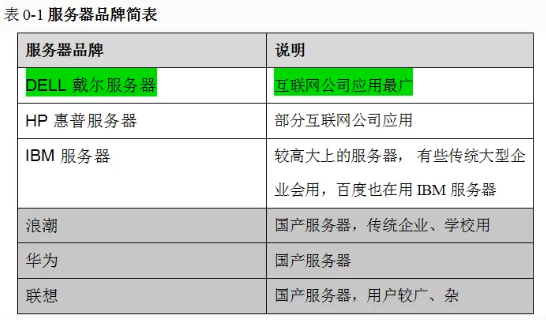 表 0-1 服务器品牌简表
服务器品牌 说明
DELL 戴尔服务器 互联网公司应用最广
HP 惠普服务器 部分互联网公司应用
IBM 服务器 较高大上的服务器， 有些传统大型企
业会用，百度也在用 IBM 服务器
浪潮 国产服务器，传统企业、学校用
华为 国产服务器
联想 国产服务器，用户较广、杂